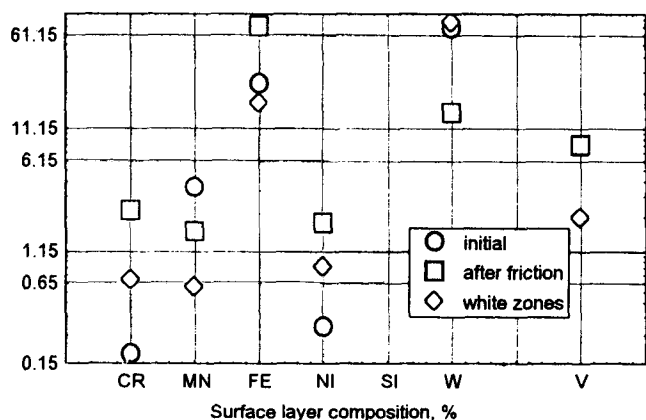 61.15
11.15
6.15
1.15
0.65
0.15
initial
after friction
white zones
CR MN FE NI SI W V
Surface layer composition, %